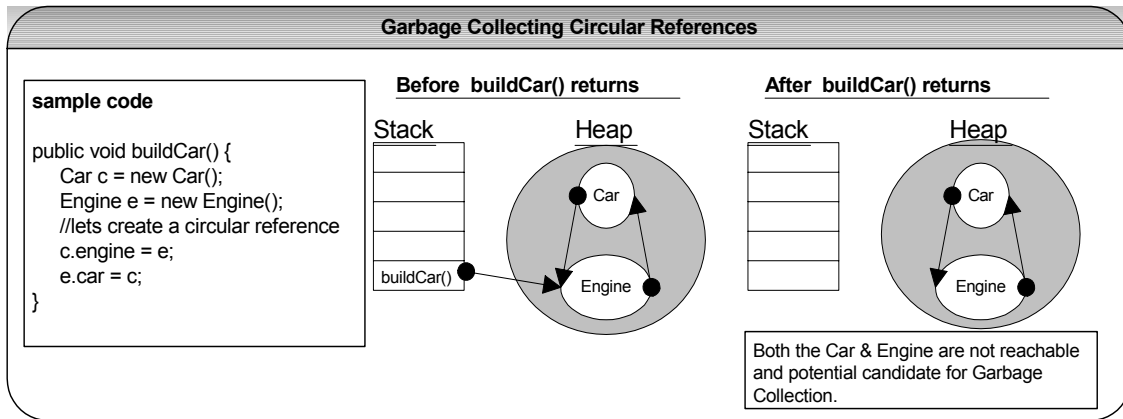 Garbage Collecting Circular References
sample code
public void buildCar() {
Car c = new Car();
Engine e = new Engine();
//lets create a circular reference
c.engine = e;
e.car = c;
}
Before buildCar() returns
Stack
Heap
Car
buildCar()
Engine
After buildCar() returns
Stack
Heap
Car
Engine
Both the Car & Engine are not reachable
and potential candidate for Garbage
Collection.